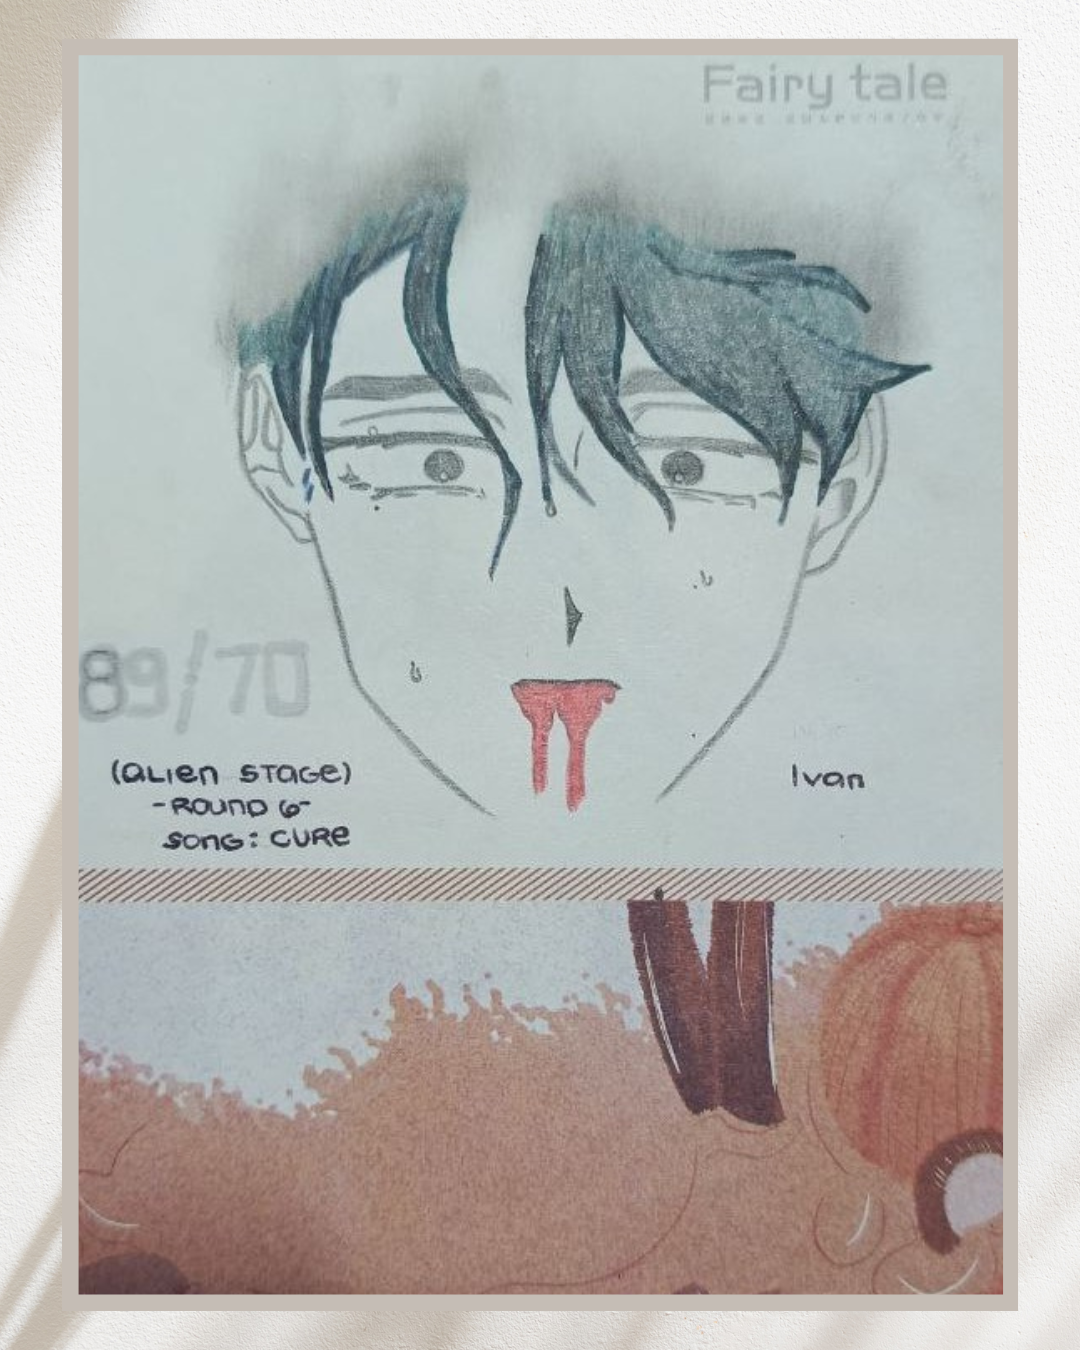 Fairy tale
89/70
(ALIEN STAGE)
-ROUND 6-
SONG: CURE
Ivan